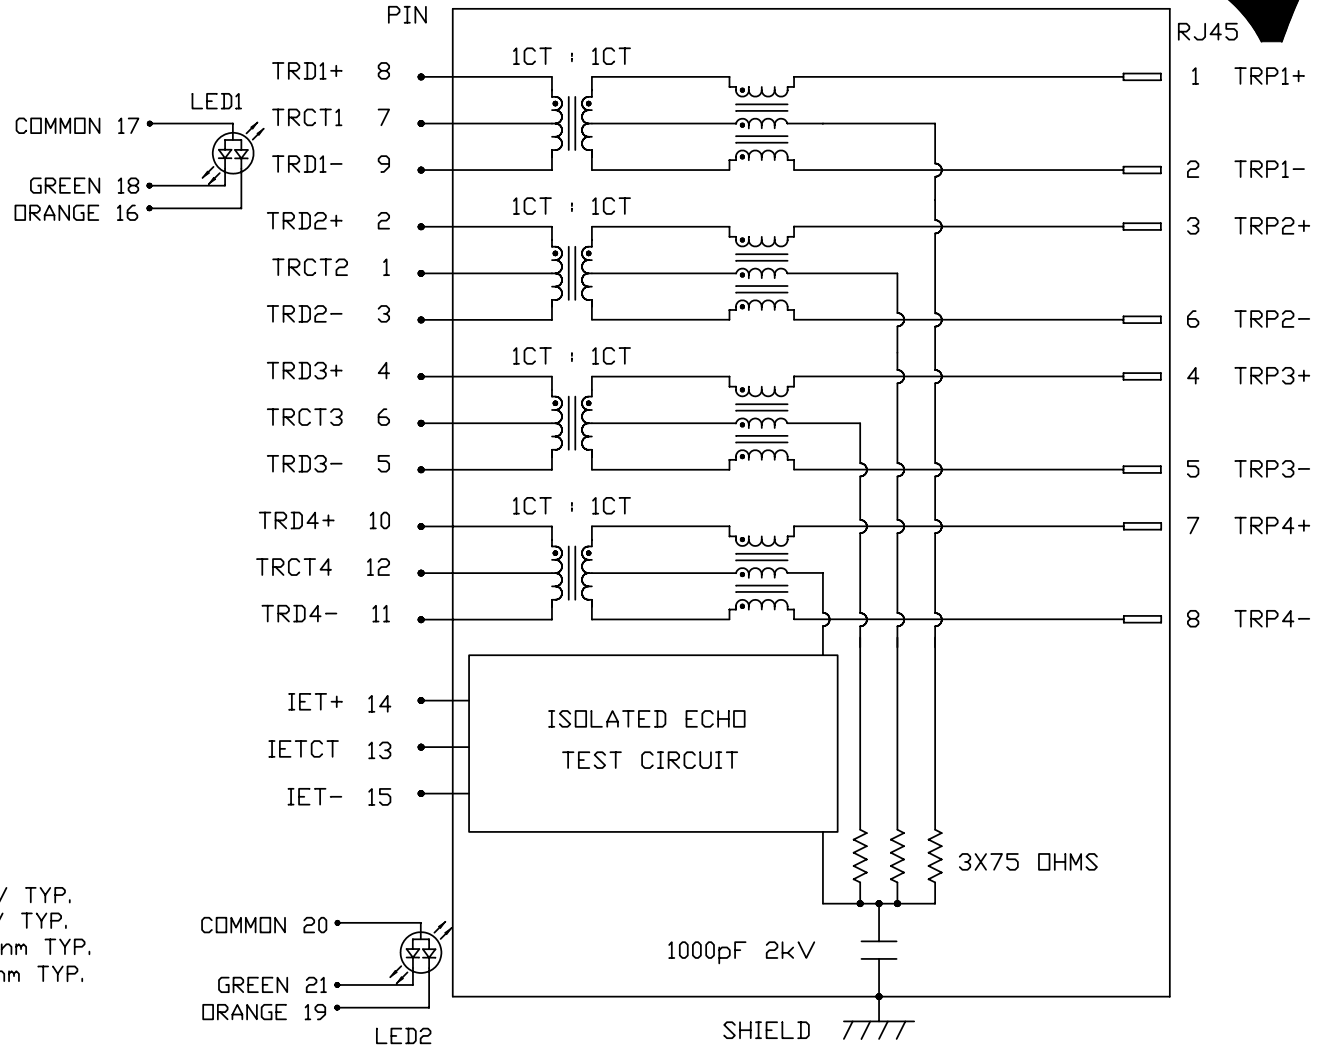 PIN
RJ45
1CT : 1CT
TRD1+ 8
1 TRP1+
LED1
TRCT1 7
COMMON 17
TRD1- 9
2 TRP1-
GREEN 18
ORANGE 16
1CT : 1CT
TRD2+ 2
3 TRP2+
TRCT2 1
TRD2- 3
6 TRP2-
1CT : 1CT
TRD3+ 4
4 TRP3+
TRCT3 6
TRD3- 5
5 TRP3-
1CT : 1CT
TRD4+ 10
7 TRP4+
TRCT4 12
TRD4- 11
8 TRP4-
IET+ 14
ISOLATED ECHO
TEST CIRCUIT
IETCT 13
IET- 15
3X75 OHMS
TYP.
TYP.
nm TYP.
TYP.
COMMON 20
1000pF 2kV
GREEN 21
ORANGE 19
LED2
SHIELD